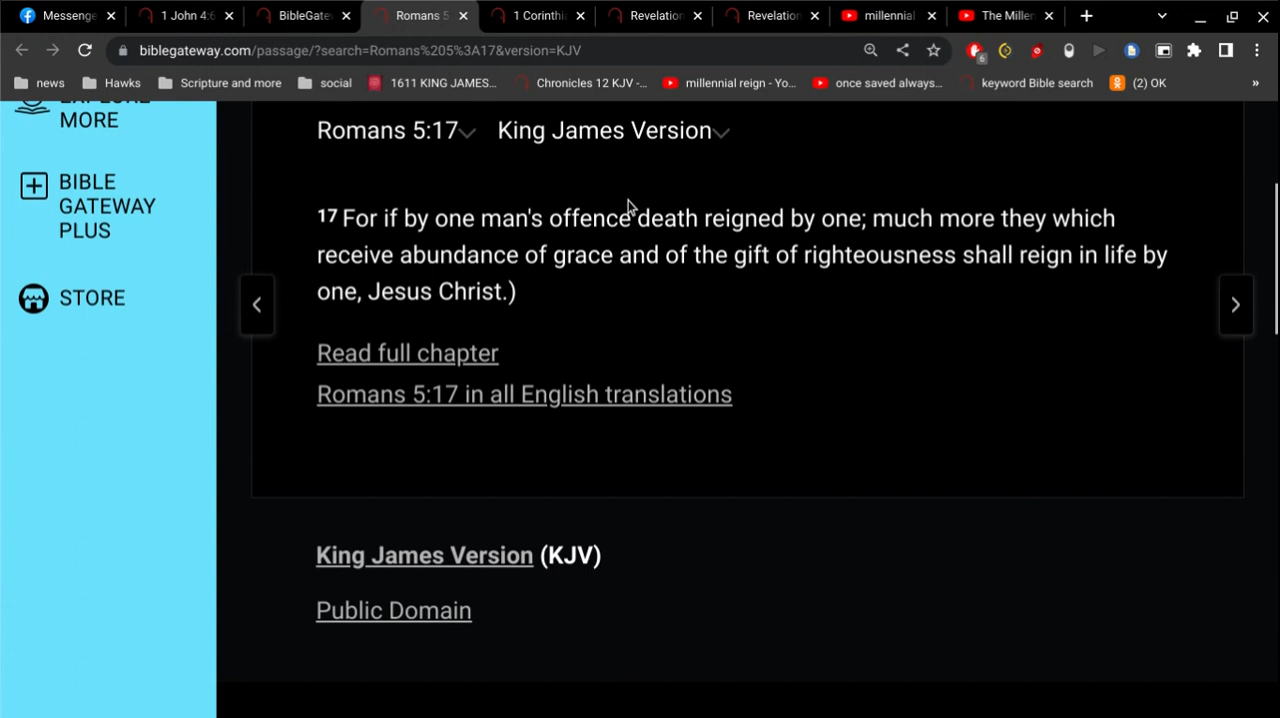 Messenge
1 John 4:6
BibleGate
Romans 5
1 Corinthi
Revelation
Revelation
millennial
The Miller
biblegateway.com/passage/?search=Romans%205%3A17&version=KJV
6
news
Hawks
Scripture and more
social
1611 KING JAMES...
Chronicles 12 KJV -...
millennial reign - Yo...
once saved always...
keyword Bible search
(2) OK
»
EXPLORE
MORE
BIBLE
GATEWAY
PLUS
STORE
Romans 5:17
King James Version
17 For if by one man's offence death reigned by one; much more they which
receive abundance of grace and of the gift of righteousness shall reign in life by
one, Jesus Christ.)
Read full chapter
Romans 5:17 in all English translations
King James Version (KJV)
Public Domain